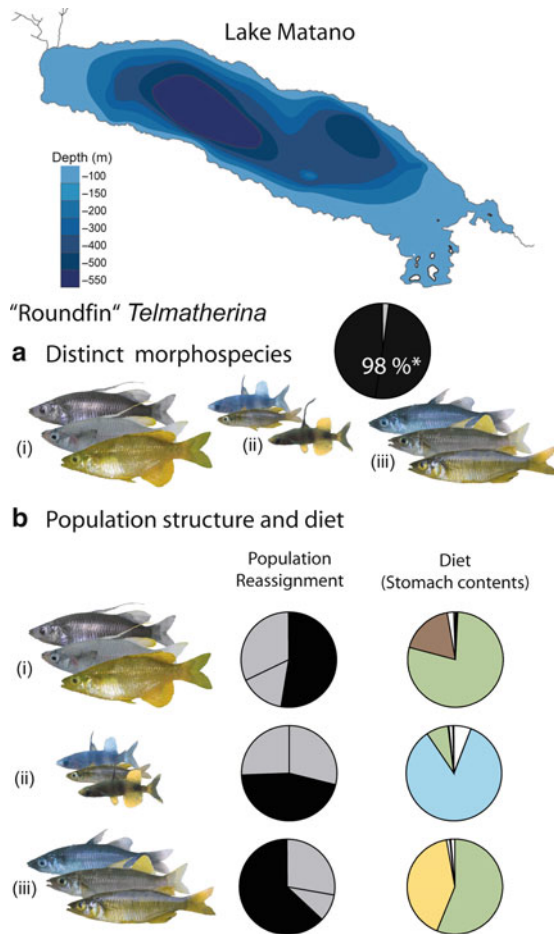 Lake Matano
Depth (m)
–100
–150
–200
–300
–400
–500
–550
"Roundfin" Telmatherina
a Distinct morphospecies
98 %*
(i)
(ii)
(iii)
b Population structure and diet
Population
Reassignment
Diet
(Stomach contents)
(i)
(ii)
(iii)